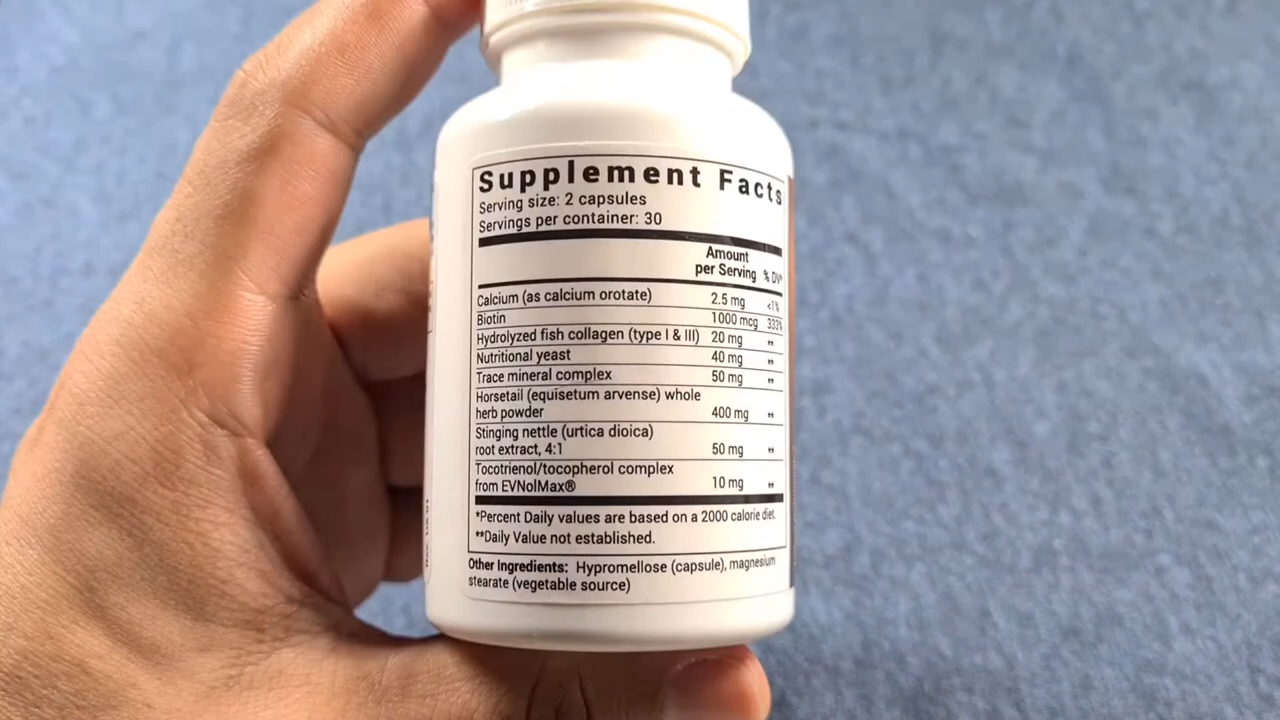 Supplement Facts
Serving size: 2 capsules
Servings per container: 30
Amount
per Serving % DV*
Calcium (as calcium orotate) 2.5 mg <1%
Biotin 1000 mcg 333%
Hydrolyzed fish collagen (type I & III) 20 mg **
Nutritional yeast 40 mg **
Trace mineral complex 50 mg **
Horsetail (equisetum arvense) whole
herb powder 400 mg **
Stinging nettle (urtica dioica)
root extract, 4:1 50 mg **
Tocotrienol/tocopherol complex
from EVNolMax® 10 mg **
*Percent Daily values are based on a 2000 calorie diet.
**Daily Value not established.
Other Ingredients: Hypromellose (capsule), magnesium
stearate (vegetable source)